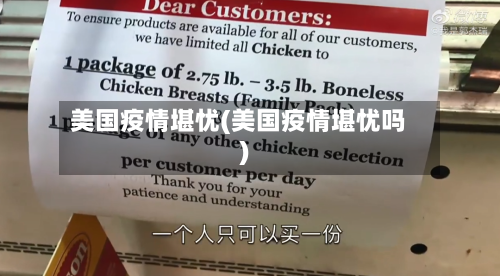 Dear Customers:
To ensure products are available for all of our customers,
we have limited all Chicken to
1 package of 2.75 lb. – 3.5 lb. Boneless
Chicken Breasts (Family Pack)
美国疫情堪忧(美国疫情堪忧吗
)
of any other chicken selection
per customer per day
Thank you for your
patience and understanding
一个人只可以买一份